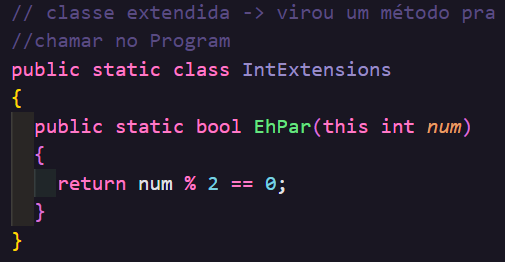 // classe extendida -> virou um método pra
//chamar no Program
public static class IntExtensions
{
public static bool EhPar(this int num)
{
return num % 2 == 0;
}
}